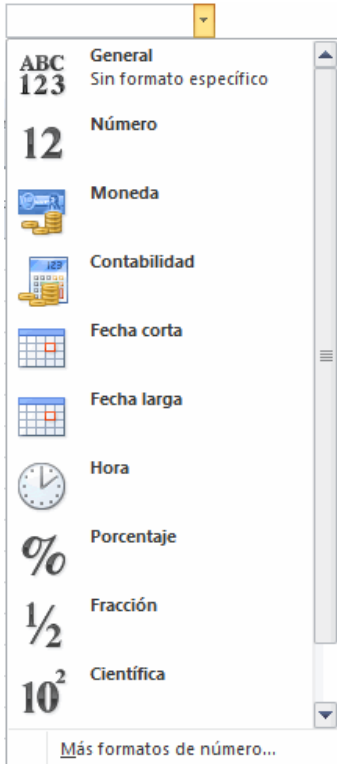 ABC
123
General
Sin formato específico
12
Número
Moneda
123
Contabilidad
Fecha corta
Fecha larga
Hora
%
Porcentaje
½
Fracción
10²
Científica
Más formatos de número...